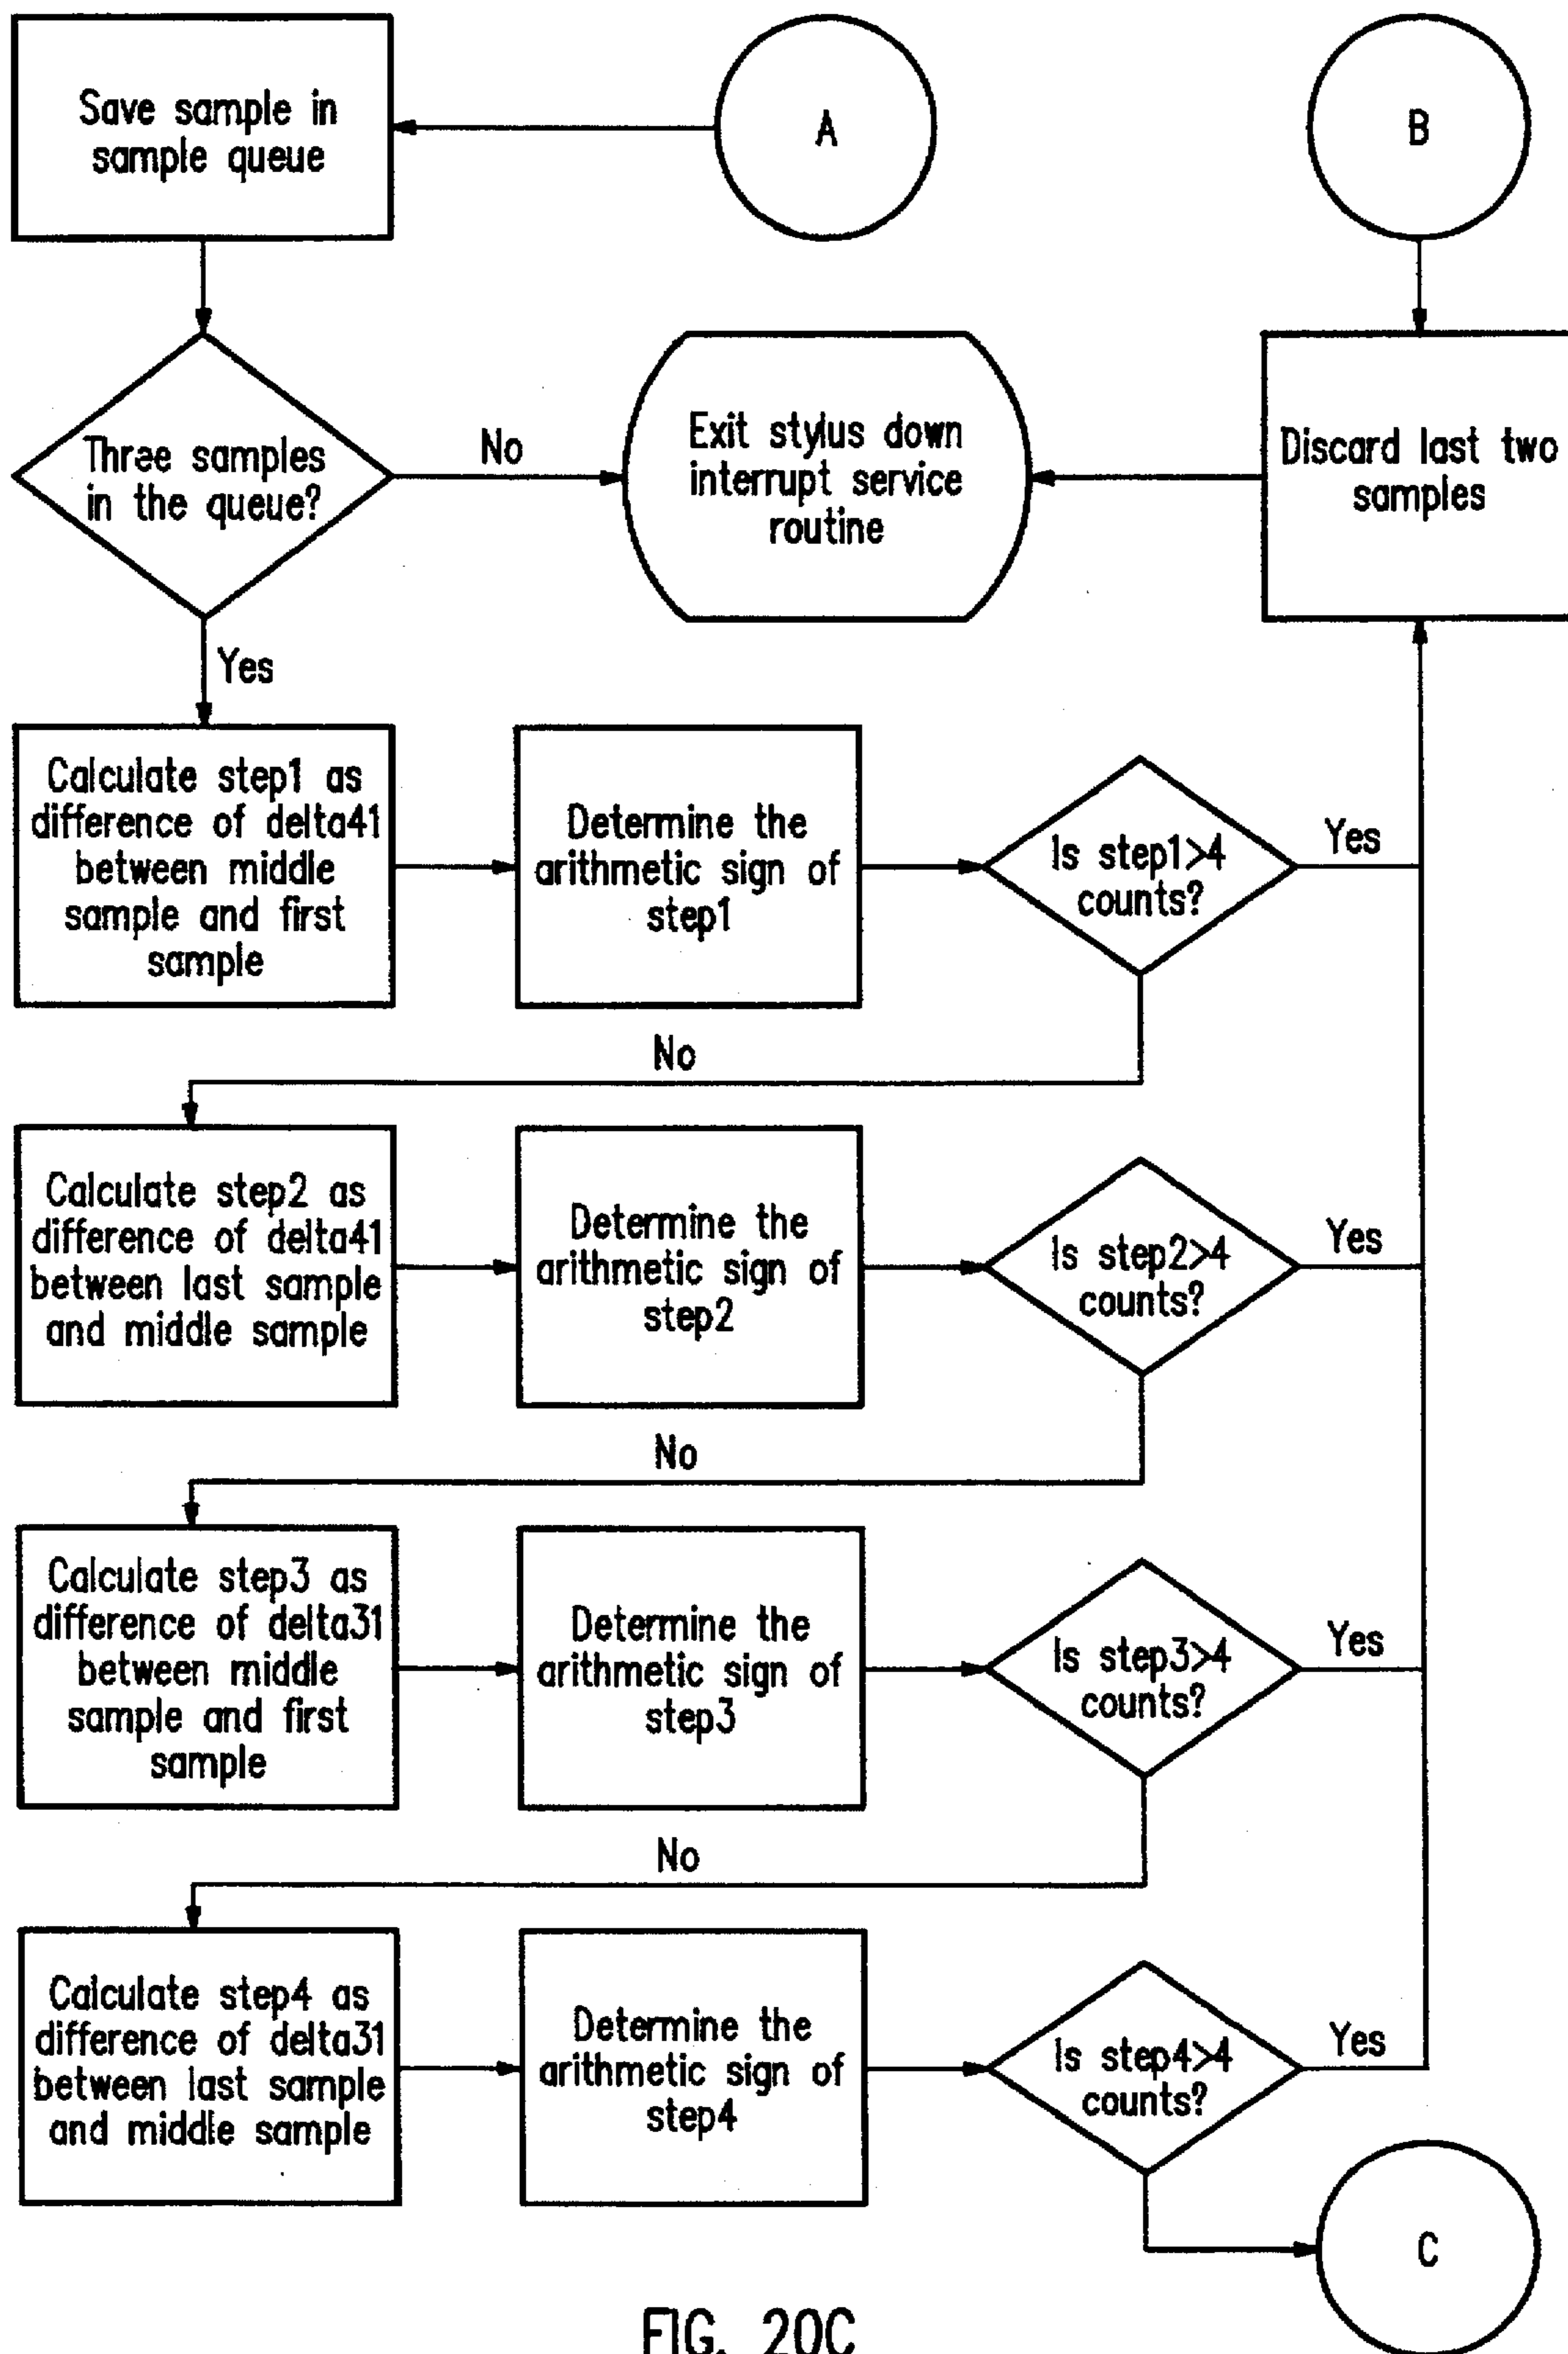 Save sample in
sample queue
A
B
Three samples
in the queue?
No
Exit stylus down
interrupt service
routine
Discard last two
samples
Yes
Calculate step1 as
difference of delta41
between middle
sample and first
sample
Determine the
arithmetic sign of
step1
Is step1>4
counts?
Yes
No
Calculate step2 as
difference of delta41
between last sample
and middle sample
Determine the
arithmetic sign of
step2
Is step2>4
counts?
Yes
No
Calculate step3 as
difference of delta31
between middle
sample and first
sample
Determine the
arithmetic sign of
step3
Is step3>4
counts?
Yes
No
Calculate step4 as
difference of delta31
between last sample
and middle sample
Determine the
arithmetic sign of
step4
Is step4>4
counts?
Yes
C
FIG. 20C